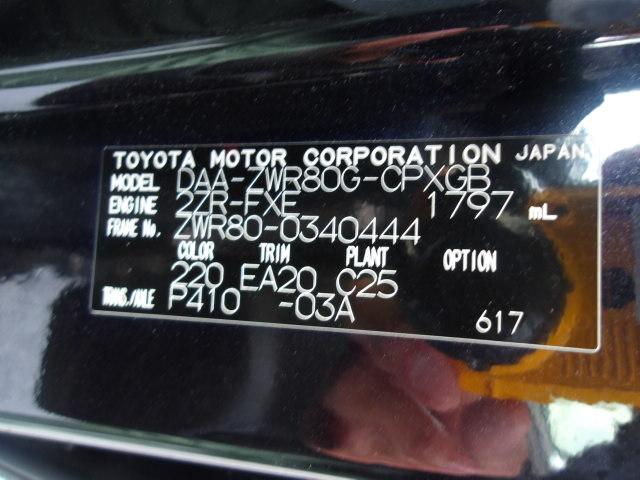 TOYOTA MOTOR CORPORATION JAPAN
MODEL DAA-ZWR80G-CPXGB
ENGINE 2ZR-FXE 1797 mL
FRAME No. ZWR80-0340444
COLOR TRIM PLANT OPTION
220 EA20 C25
TRANS./AXLE P410 -03A
617